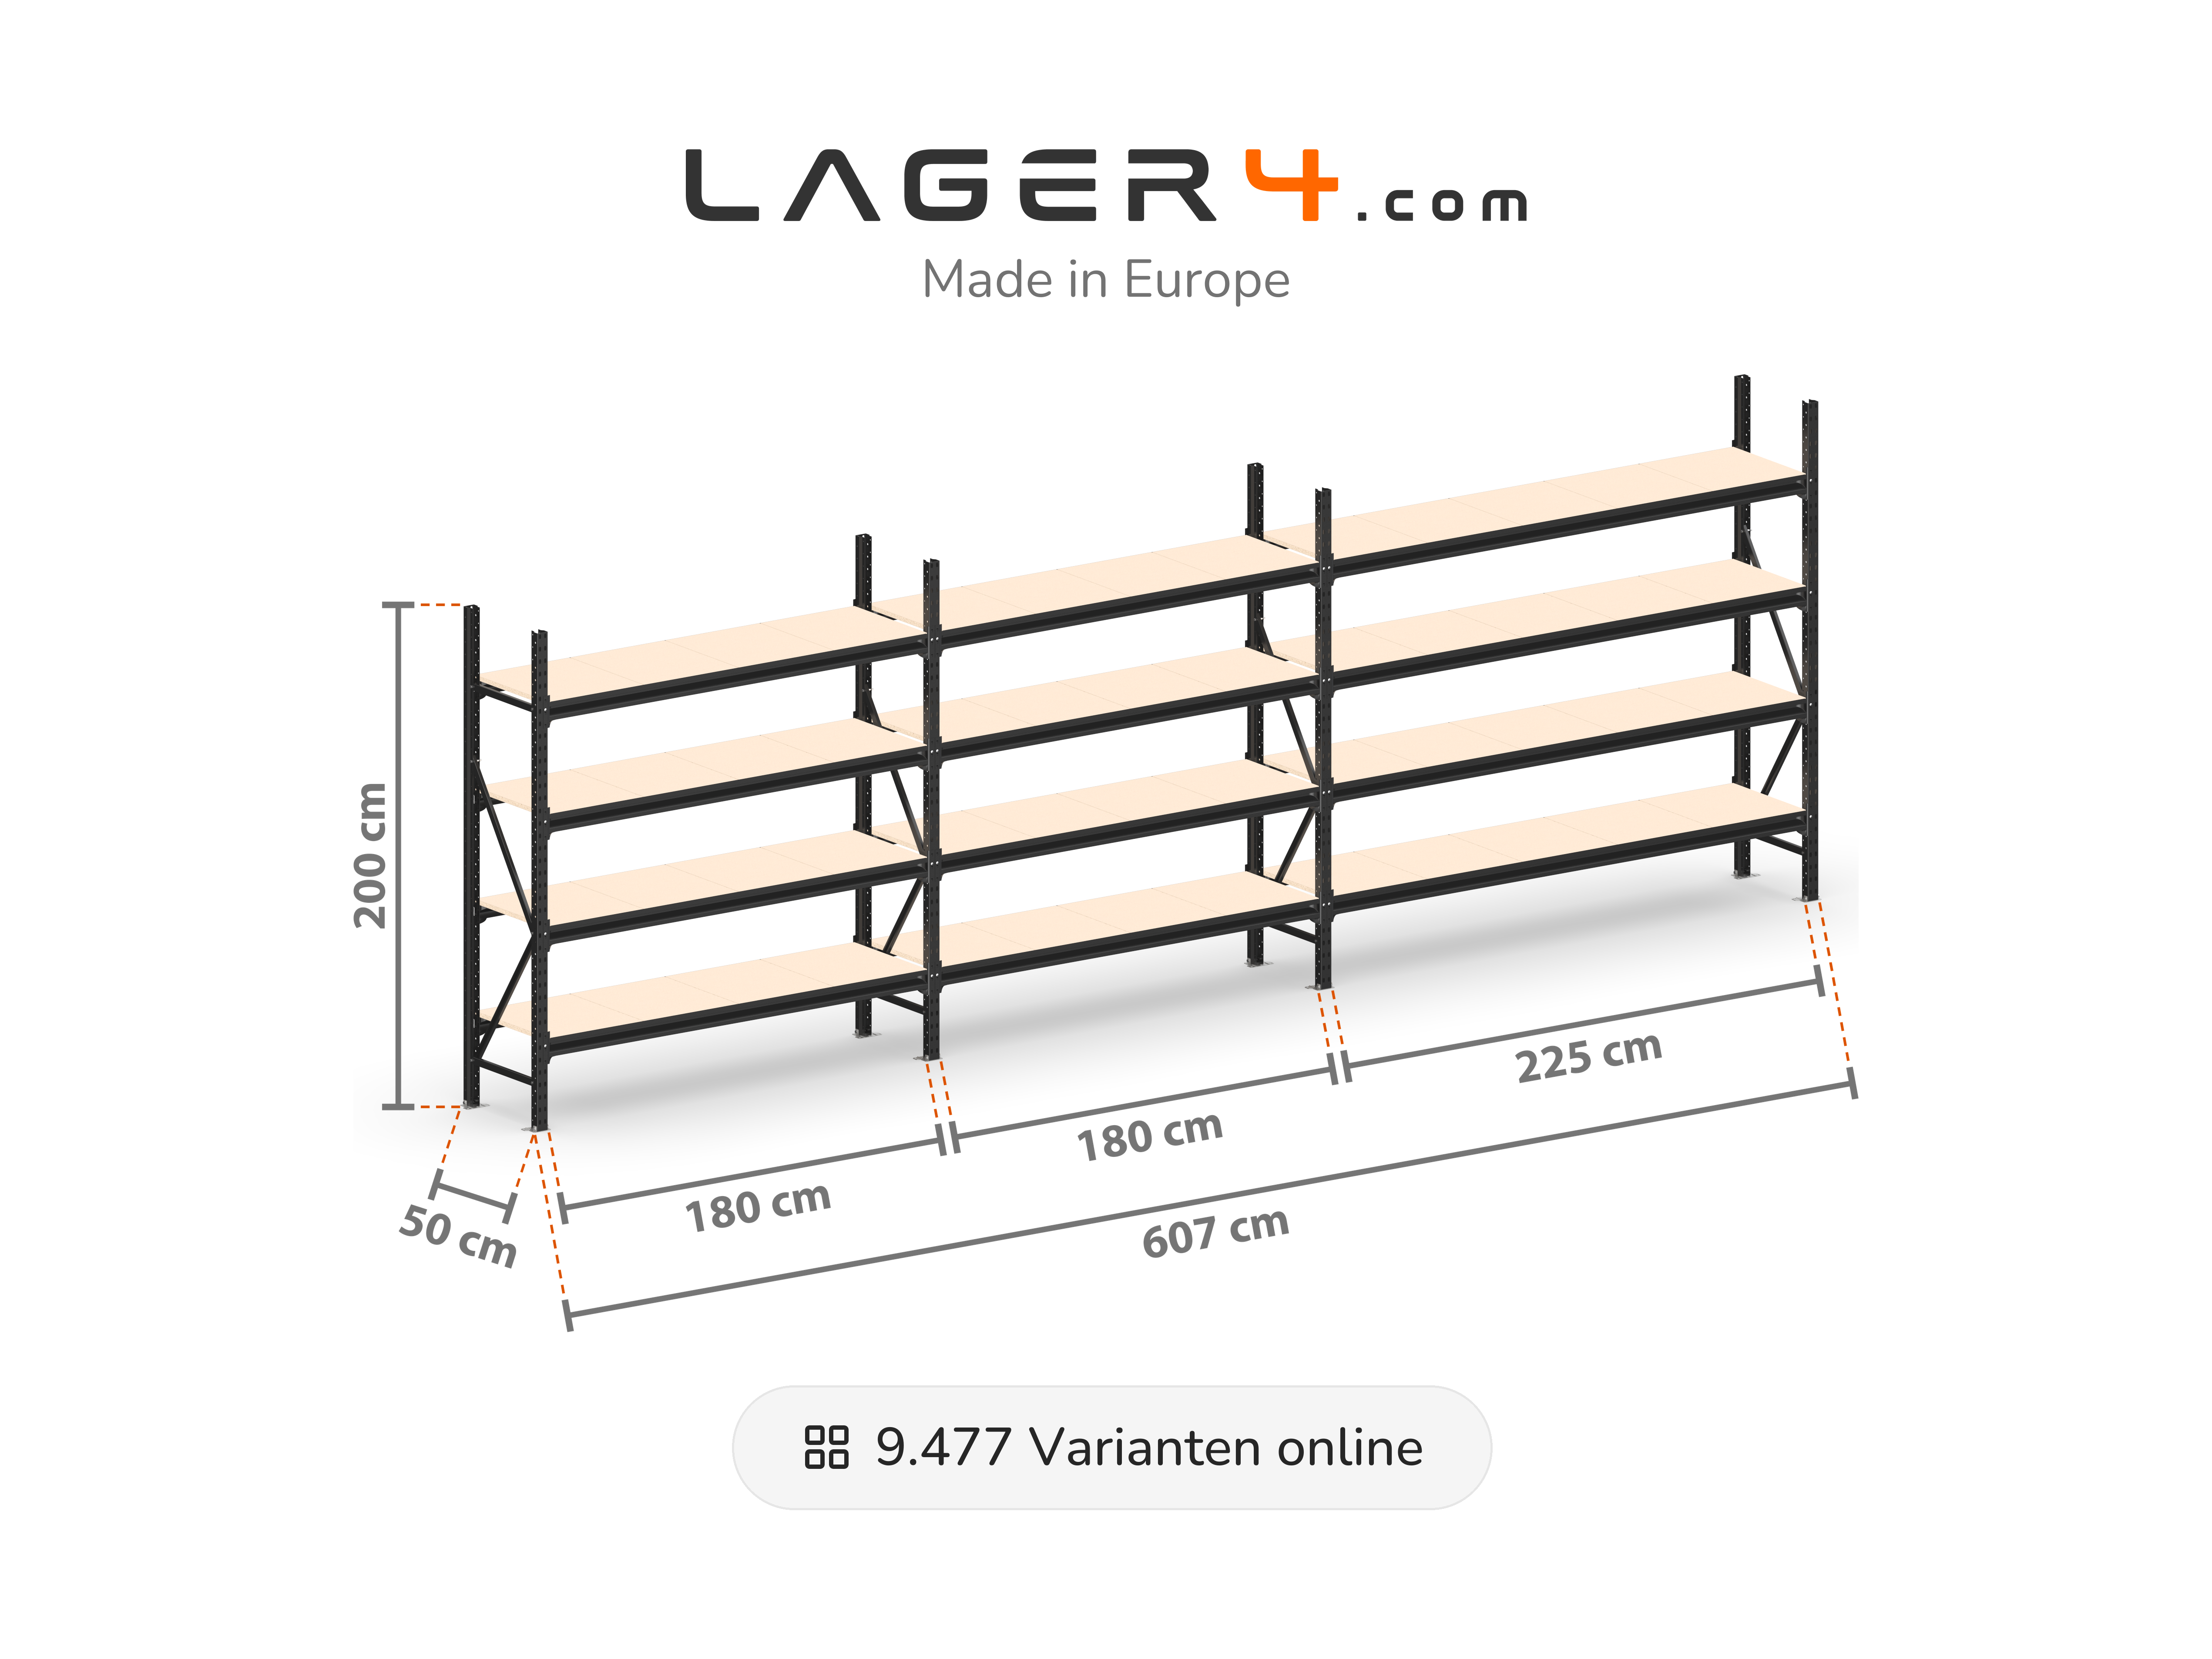 LAGER4.com
Made in Europe
200 cm
50 cm
180 cm
180 cm
225 cm
607 cm
9.477 Varianten online